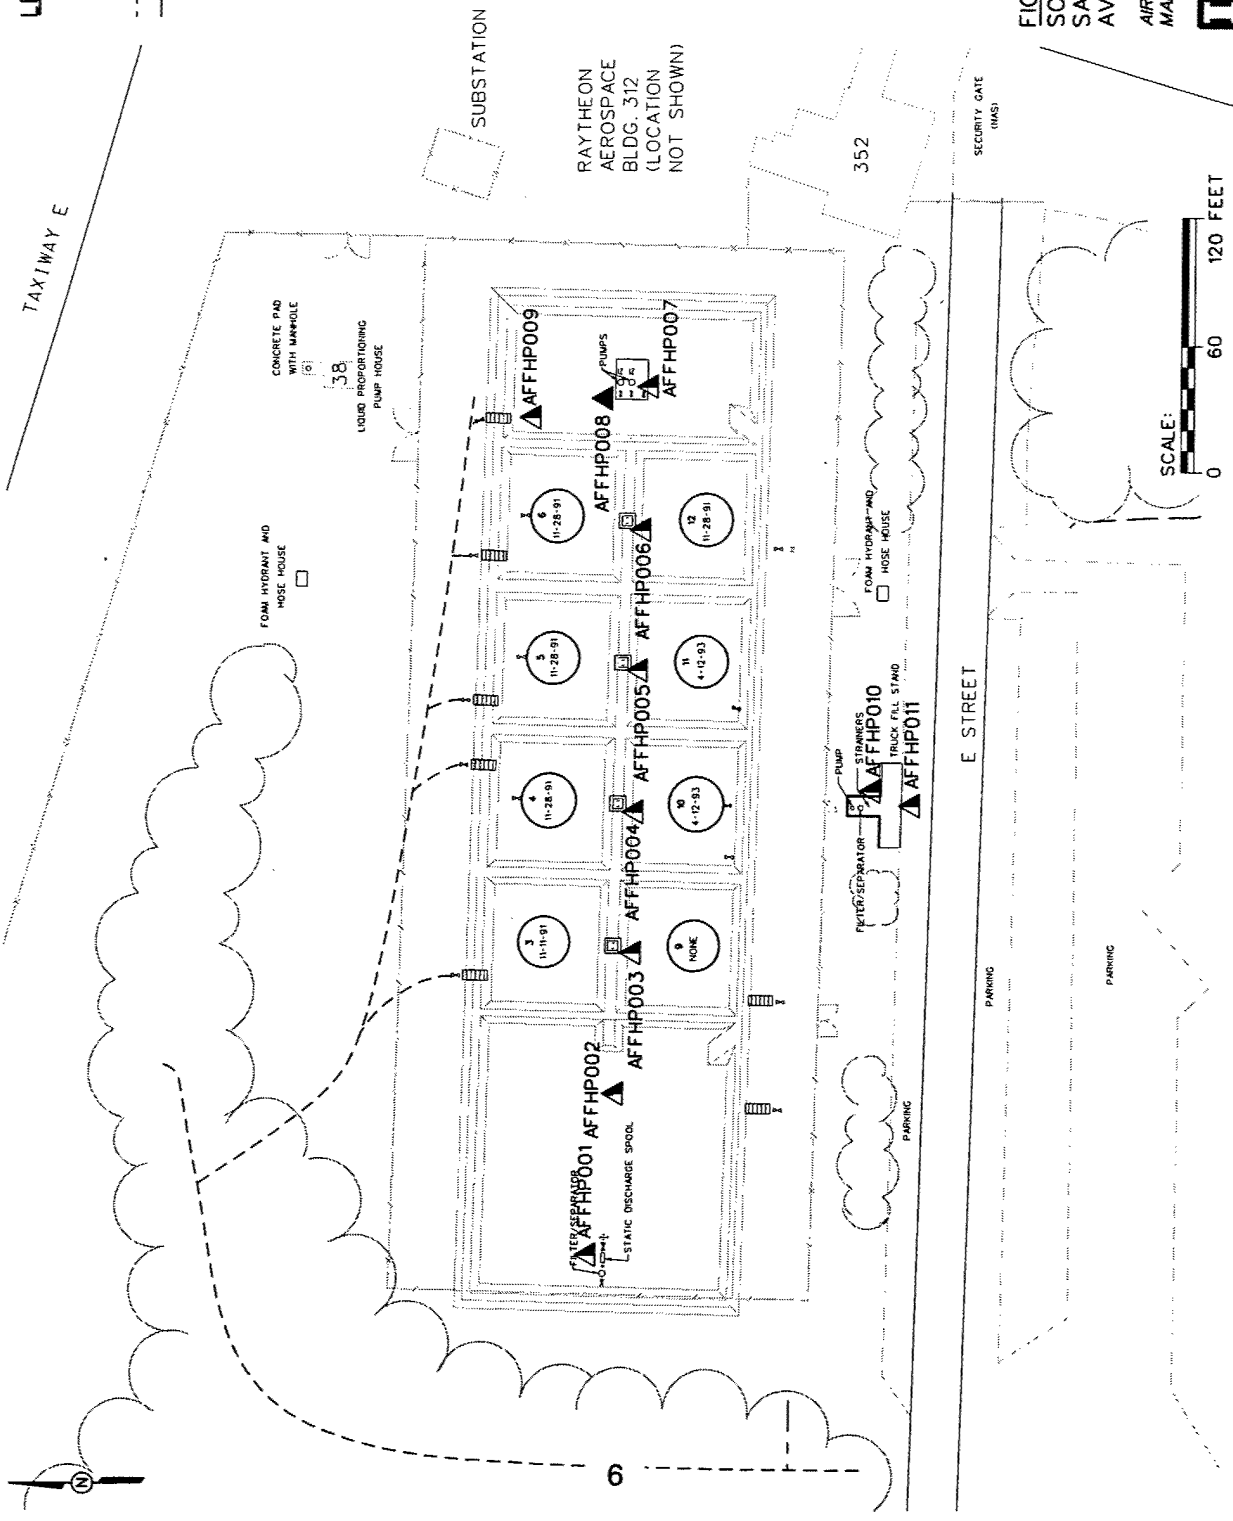 TAXIWAY E
SUBSTATION
RAYTHEON
AEROSPACE
BLDG. 312
(LOCATION
NOT SHOWN)
352
SECURITY GATE
(NAS)
CONCRETE PAD
WITH MANHOLE
38
LIQUID PROPORTIONING
PUMP HOUSE
FOAM HYDRANT AND
HOSE HOUSE
AFFHP009
PUMPS
AFFHP007
AFFHP008
6
11-28-91
12
11-28-91
AFFHP006
5
11-28-91
11
4-12-93
AFFHP005
4
11-28-91
10
4-12-93
AFFHP004
3
11-11-91
9
NONE
AFFHP003
AFFHP002
FILTER/SEPARATOR
AFFHP001
STATIC DISCHARGE SPOOL
FOAM HYDRANT AND
HOSE HOUSE
PUMP
STRAINERS
AFFHP010
TRUCK FILL STAND
AFFHP011
FILTER/SEPARATOR
E STREET
PARKING
PARKING
PARKING
SCALE:
0 60 120 FEET
N
6